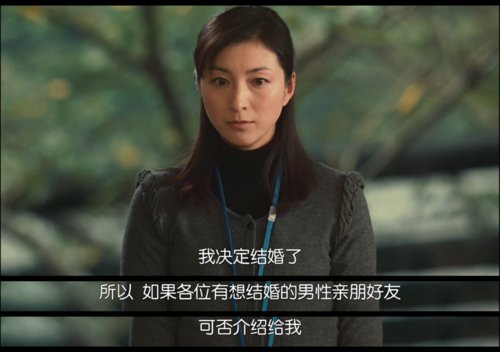 我决定结婚了
所以 如果各位有想结婚的男性亲朋好友
可否介绍给我